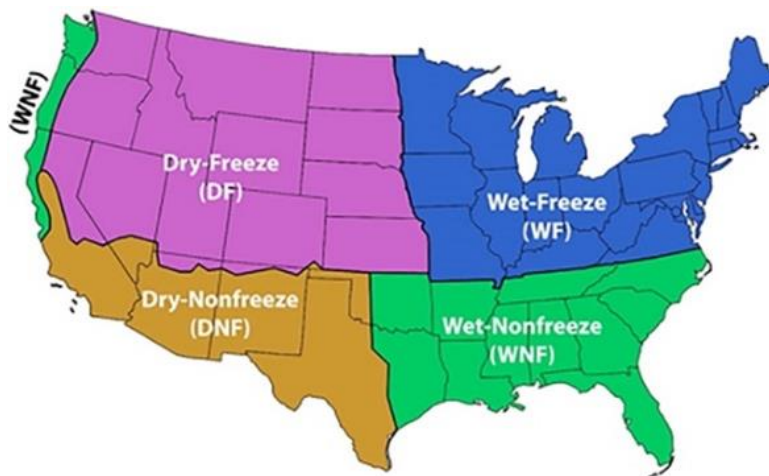 (WNF)
Dry-Freeze
(DF)
Wet-Freeze
(WF)
Dry-Nonfreeze
(DNF)
Wet-Nonfreeze
(WNF)